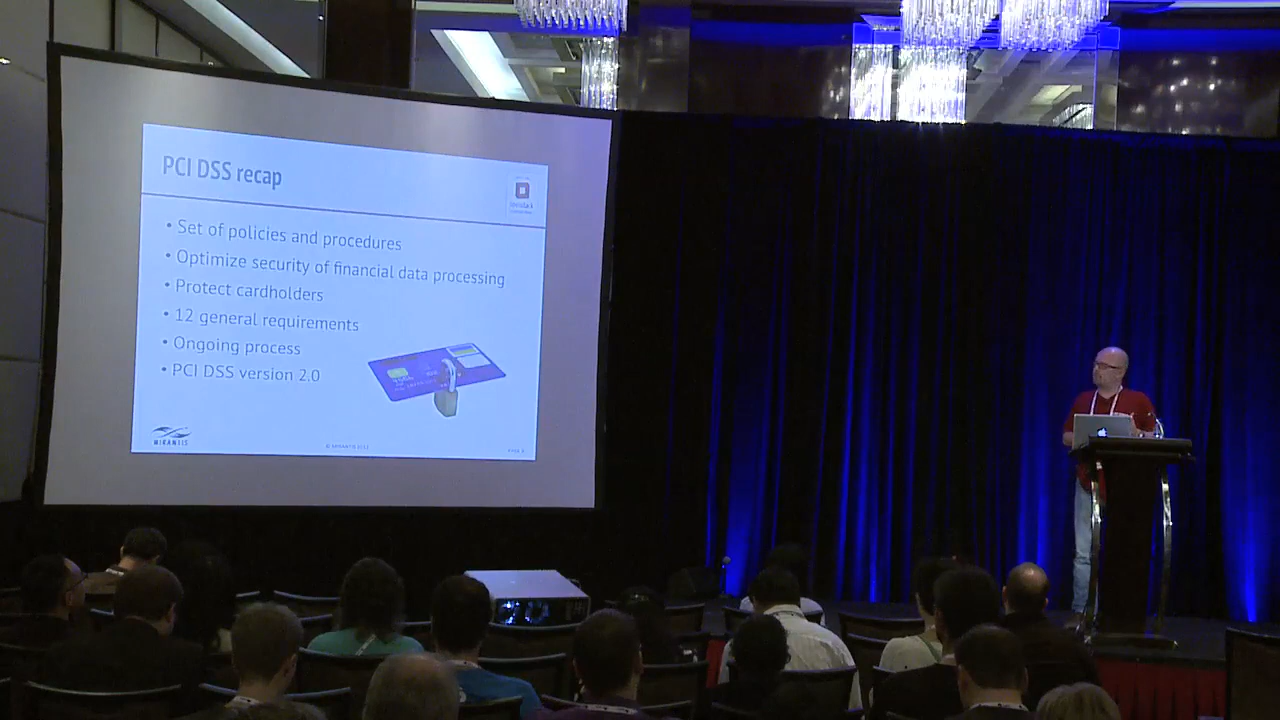 PCI DSS recap
• Set of policies and procedures
• Optimize security of financial data processing
• Protect cardholders
• 12 general requirements
• Ongoing process
• PCI DSS version 2.0
MIRANTIS